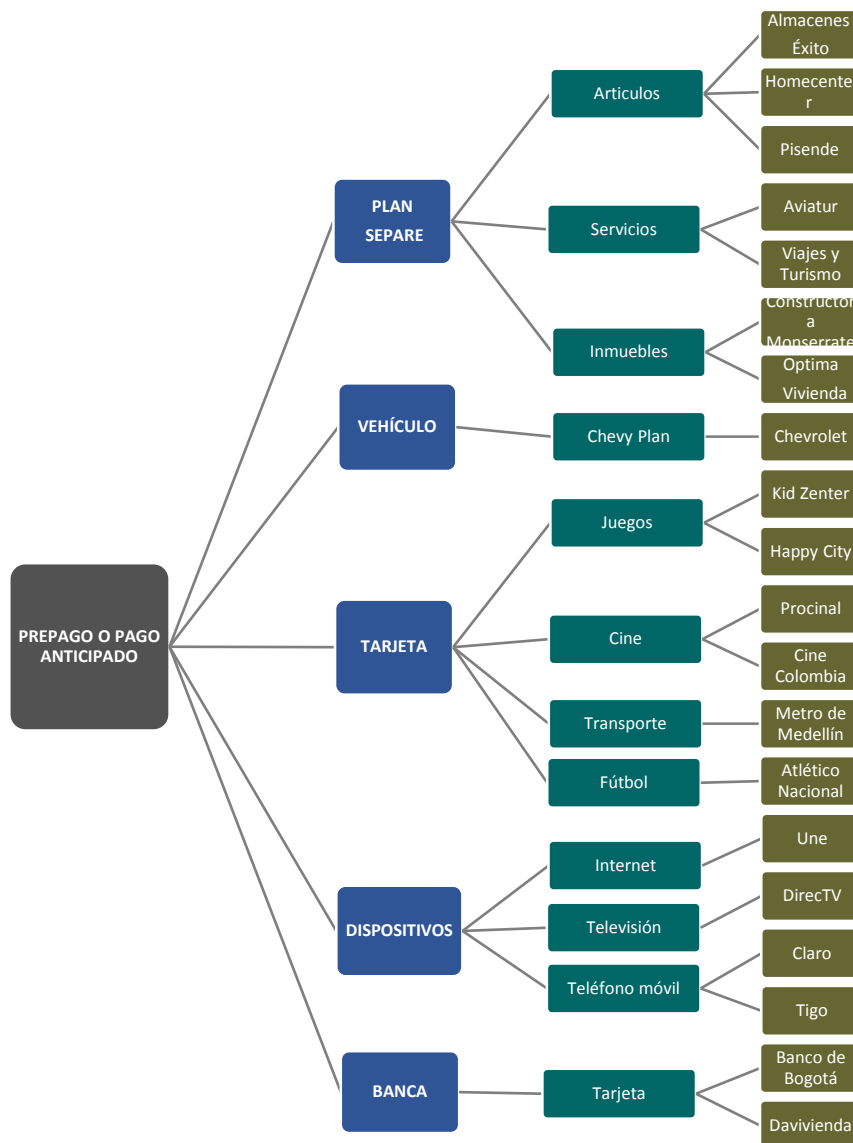 PREPAGO O PAGO
ANTICIPADO
PLAN
SEPARE
Articulos
Almacenes
Éxito
Homecente
r
Pisende
Servicios
Aviatur
Viajes y
Turismo
Inmuebles
Constructor
a
Monserrate
Optima
Vivienda
VEHÍCULO
Chevy Plan
Chevrolet
TARJETA
Juegos
Kid Zenter
Happy City
Cine
Procinal
Cine
Colombia
Transporte
Metro de
Medellín
Fútbol
Atlético
Nacional
DISPOSITIVOS
Internet
Une
Televisión
DirecTV
Teléfono móvil
Claro
Tigo
BANCA
Tarjeta
Banco de
Bogotá
Davivienda